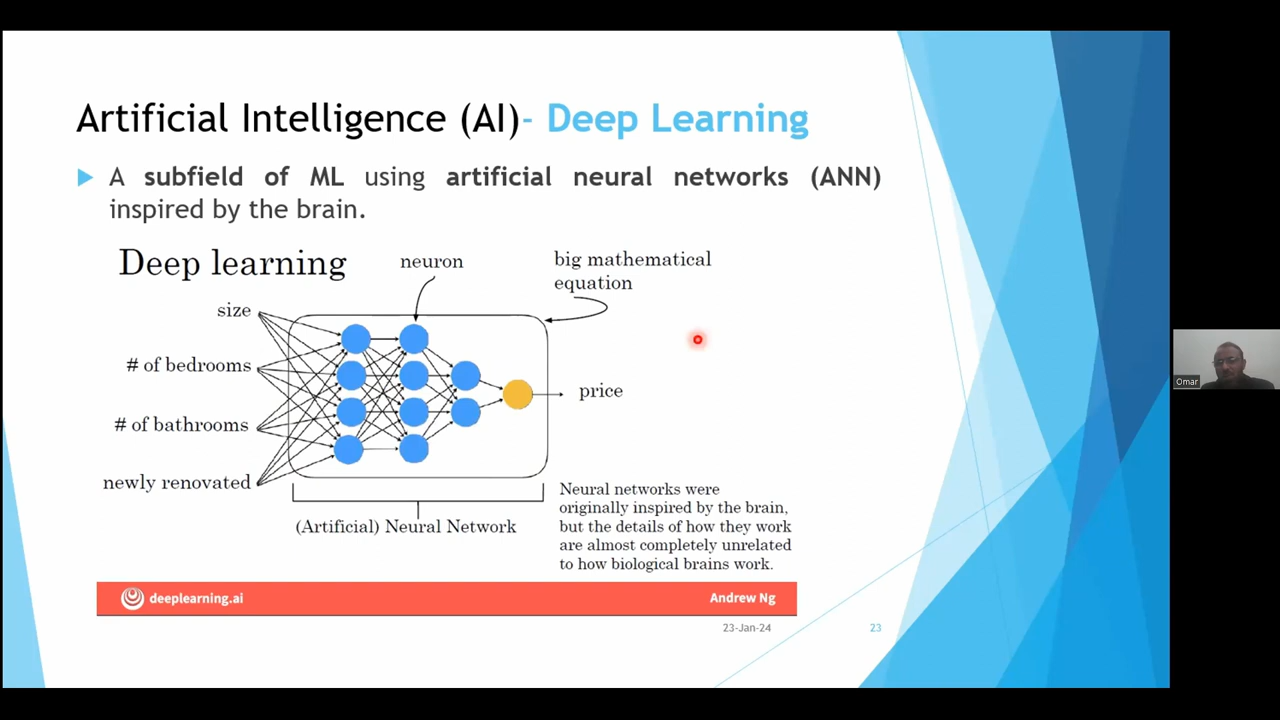 Artificial Intelligence (AI)- Deep Learning
A subfield of ML using artificial neural networks (ANN)
inspired by the brain.
Deep learning
neuron
big mathematical
equation
size
# of bedrooms
# of bathrooms
newly renovated
price
(Artificial) Neural Network
Neural networks were
originally inspired by the brain,
but the details of how they work
are almost completely unrelated
to how biological brains work.
deeplearning.ai
Andrew Ng
23-Jan-24
23
Omar